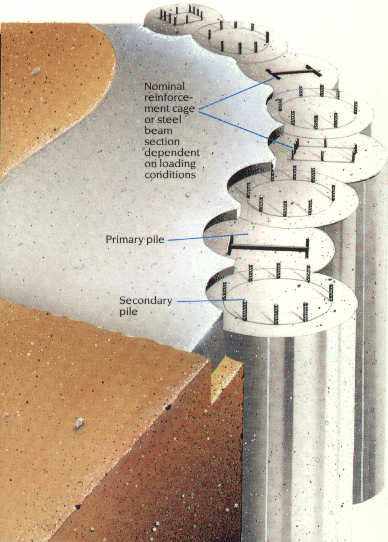 Nominal
reinforce-
ment cage
or steel
beam
section
dependent
on loading
conditions
Primary pile
Secondary
pile